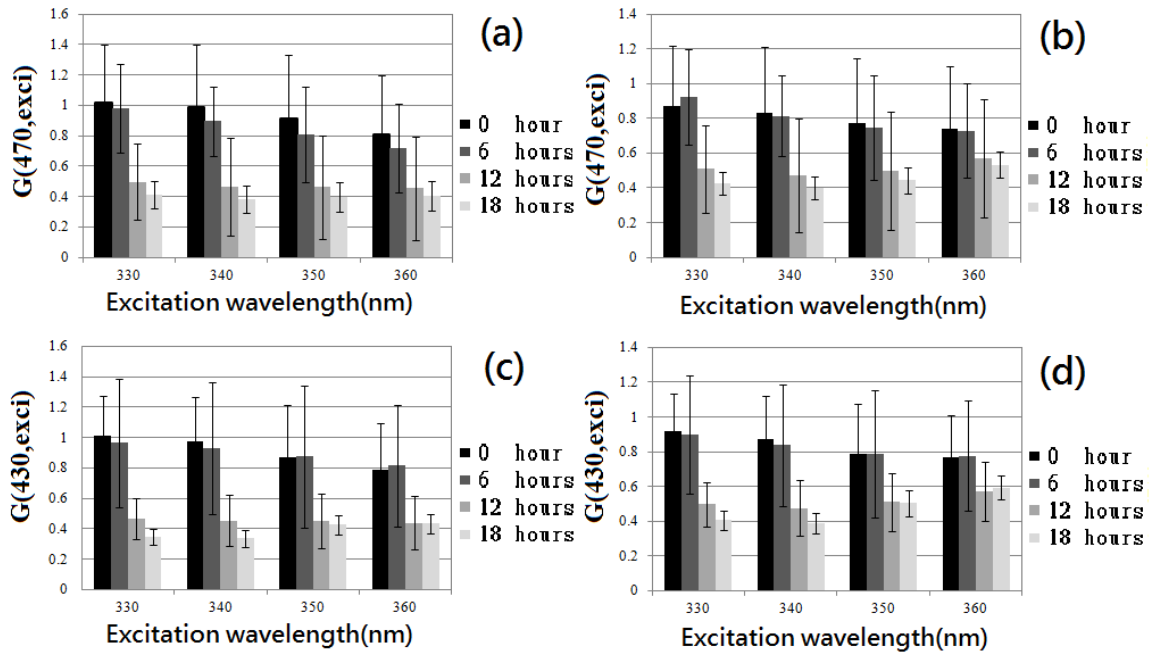 (a)
G(470,exci)
1.6
1.4
1.2
1
0.8
0.6
0.4
0.2
0
330 340 350 360
Excitation wavelength(nm)
0 hour
6 hours
12 hours
18 hours
(b)
G(470,exci)
1.4
1.2
1
0.8
0.6
0.4
0.2
0
330 340 350 360
Excitation wavelength(nm)
0 hour
6 hours
12 hours
18 hours
(c)
G(430,exci)
1.6
1.4
1.2
1
0.8
0.6
0.4
0.2
0
330 340 350 360
Excitation wavelength(nm)
0 hour
6 hours
12 hours
18 hours
(d)
G(430,exci)
1.4
1.2
1
0.8
0.6
0.4
0.2
0
330 340 350 360
Excitation wavelength(nm)
0 hour
6 hours
12 hours
18 hours